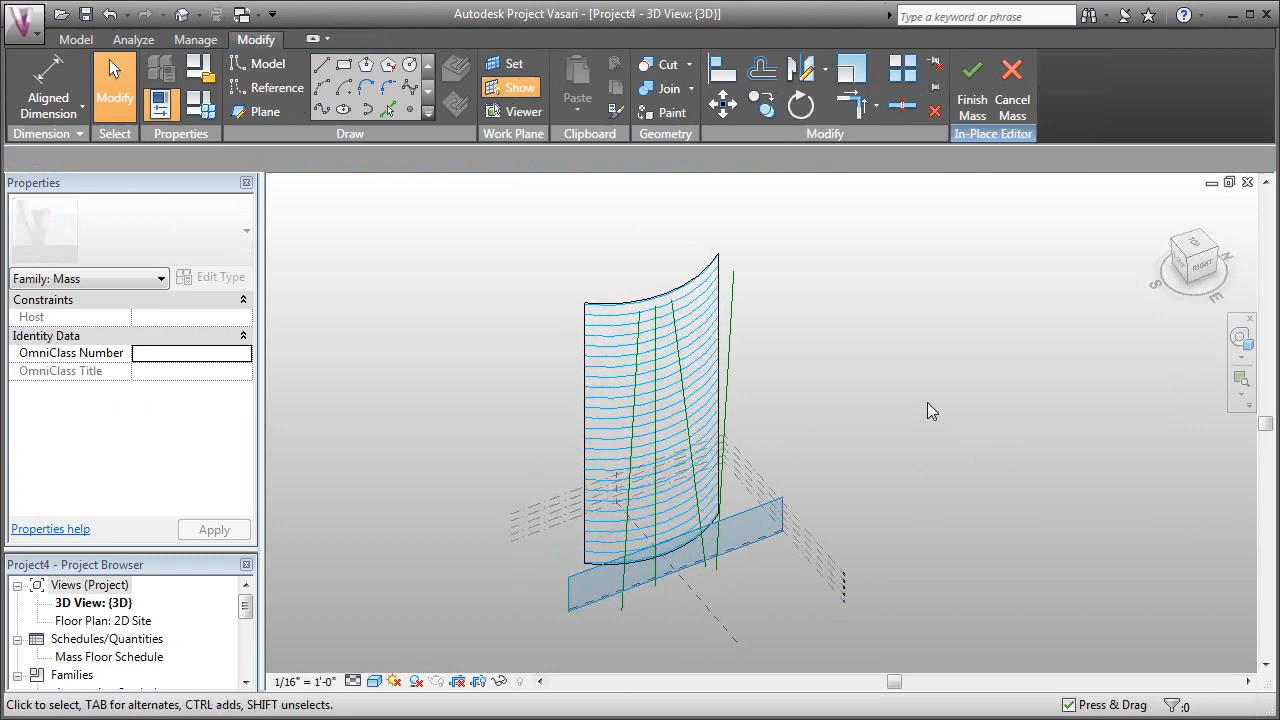 Autodesk Project Vasari - [Project4 - 3D View: {3D}]
Type a keyword or phrase
Model Analyze Manage Modify
Aligned
Dimension
Modify
Model
Reference
Plane
Set
Show
Viewer
Paste
Cut
Join
Paint
Finish
Mass
Cancel
Mass
Dimension Select Properties Draw Work Plane Clipboard Geometry Modify In-Place Editor
Properties
Family: Mass
Edit Type
Constraints
Host
Identity Data
OmniClass Number
OmniClass Title
Properties help
Apply
Project4 - Project Browser
Views (Project)
3D View: {3D}
Floor Plan: 2D Site
Schedules/Quantities
Mass Floor Schedule
Families
TOP
RIGHT
N
S
E
1/16" = 1'-0"
Click to select, TAB for alternates, CTRL adds, SHIFT unselects.
Press & Drag
:0